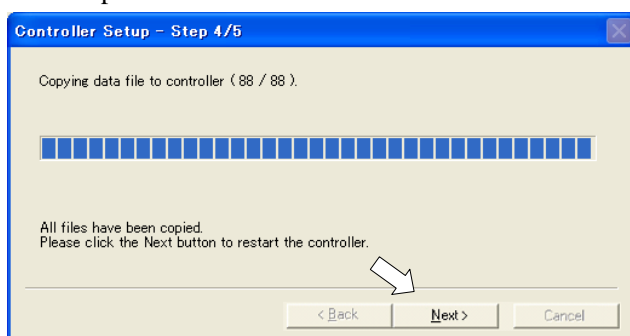 Controller Setup - Step 4/5
Copying data file to controller ( 88 / 88 ).
All files have been copied.
Please click the Next button to restart the controller.
< Back Next > Cancel